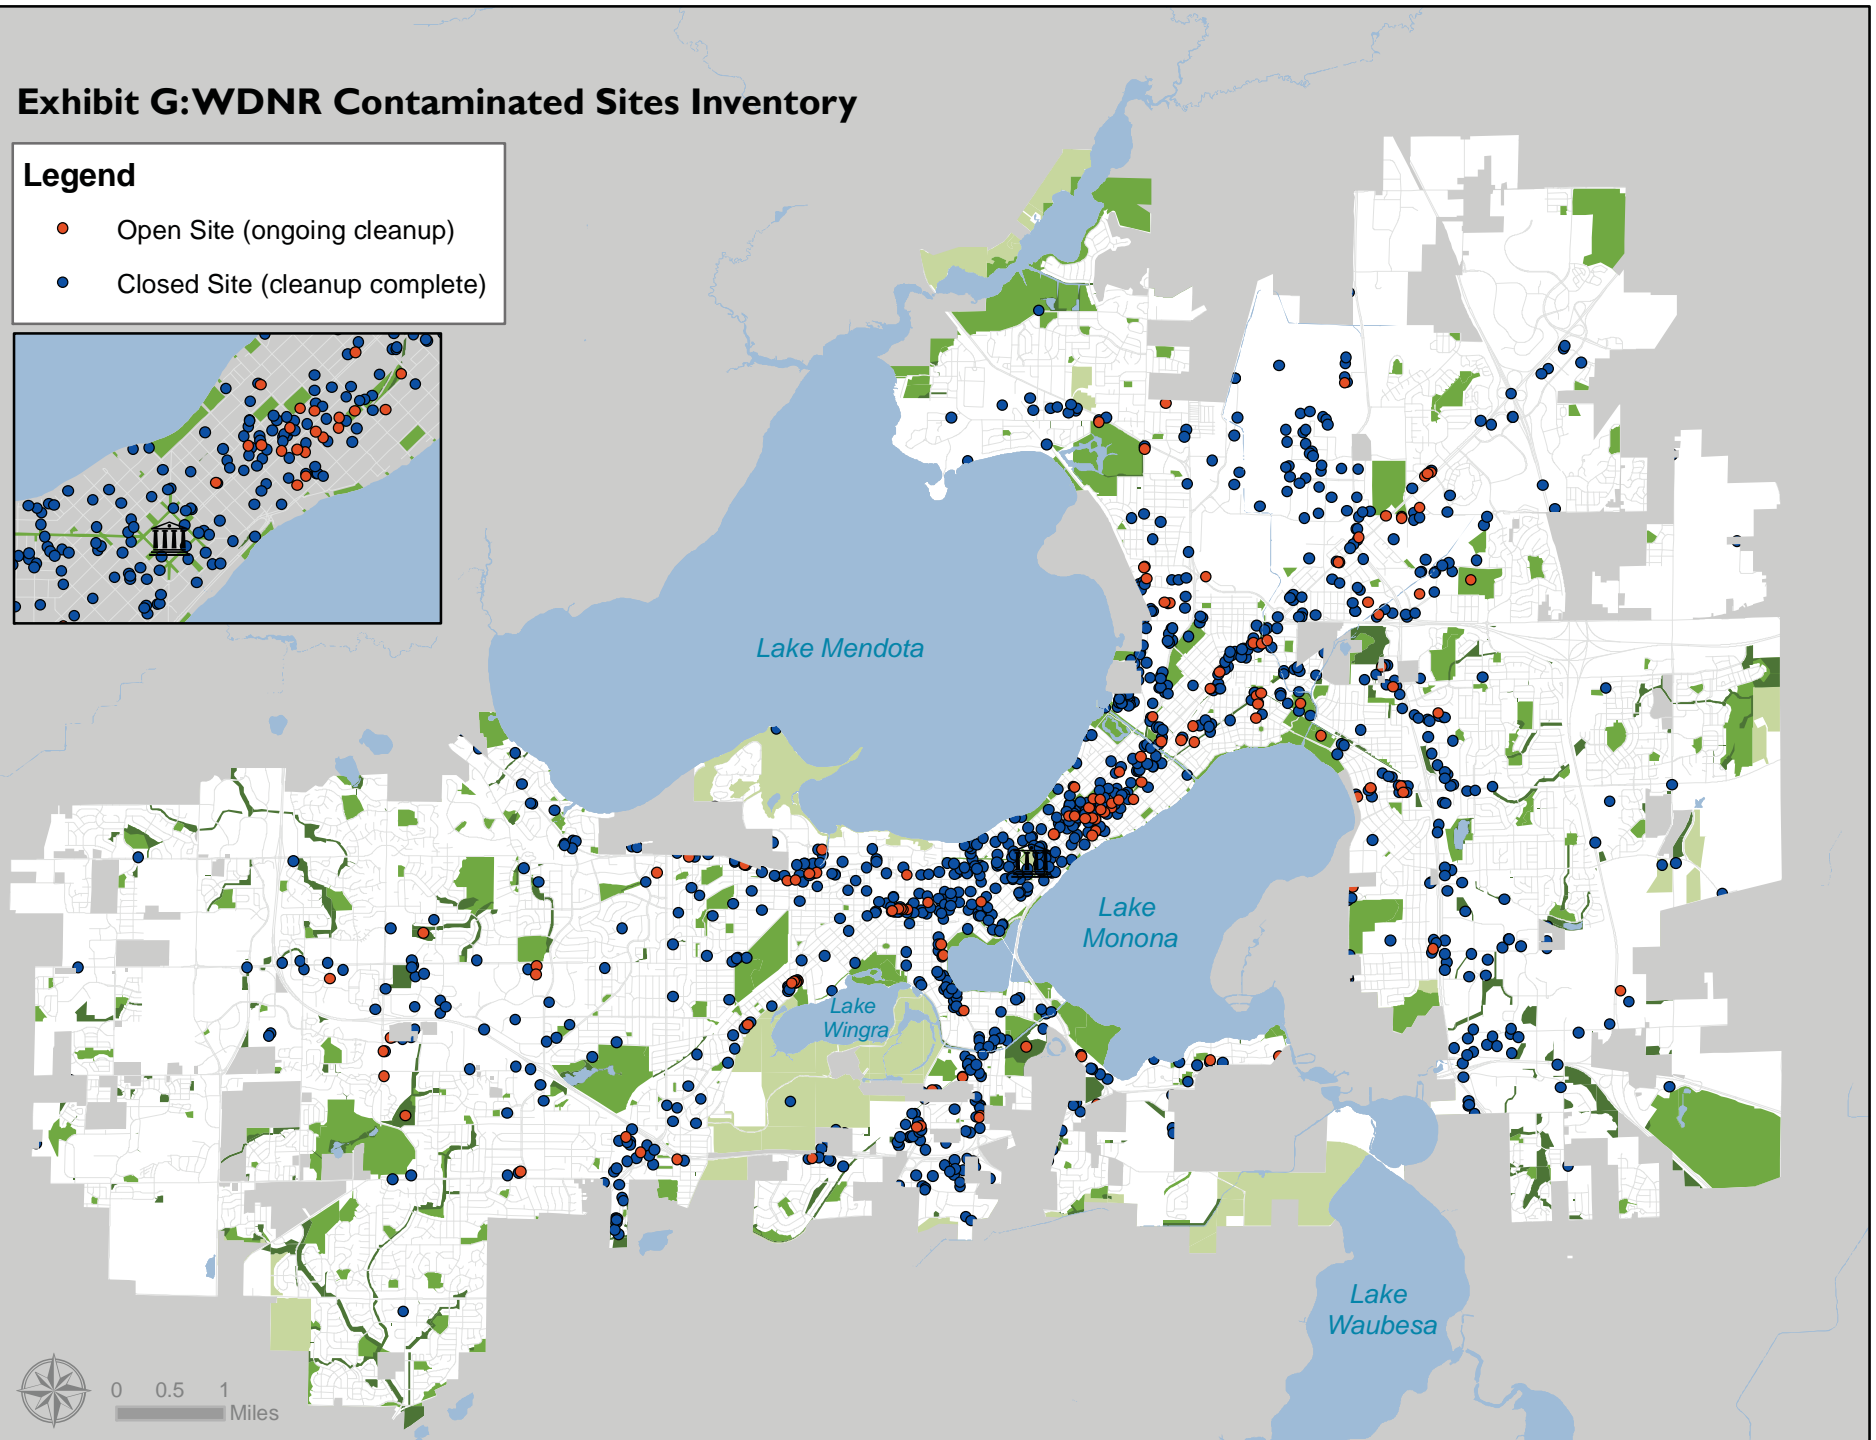 Exhibit G:WDNR Contaminated Sites Inventory
Legend
Open Site (ongoing cleanup)
Closed Site (cleanup complete)
Lake Mendota
Lake
Monona
Lake
Wingra
Lake
Waubesa
0 0.5 1
Miles